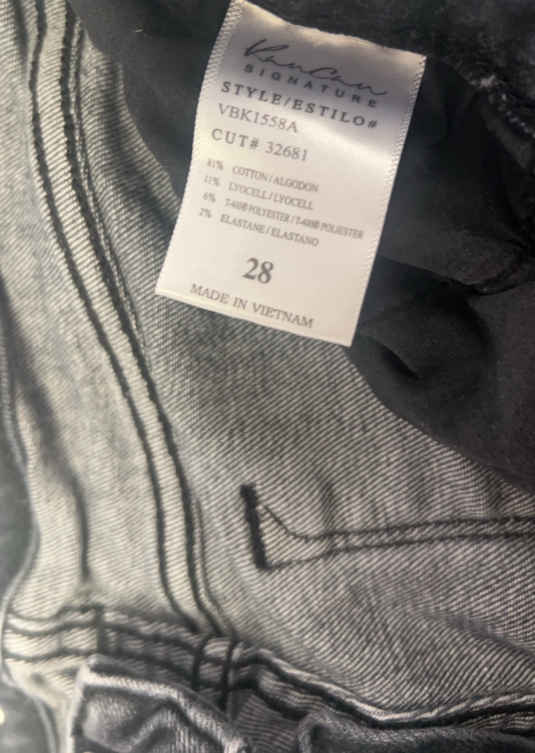 KanCan
SIGNATURE
STYLE/ESTILO#
VBK1558A
CUT# 32681
81% COTTON/ALGODON
11% LYOCELL/LYOCELL
6% T-400® POLYESTER/T-400® POLIESTER
2% ELASTANE/ELASTANO
28
MADE IN VIETNAM